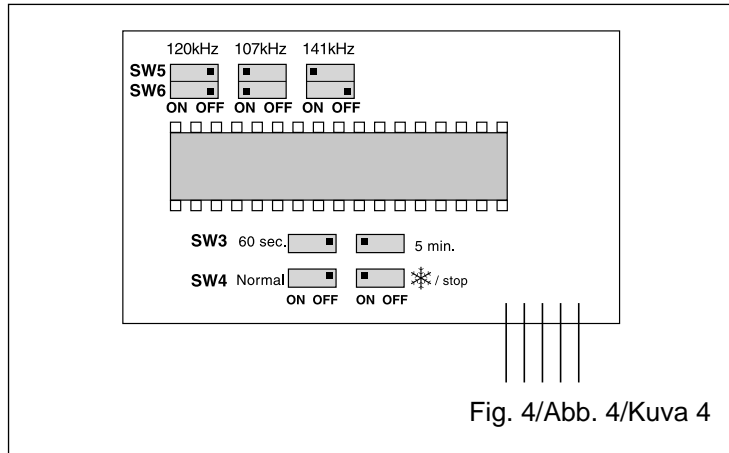 120kHz 107kHz 141kHz
SW5
SW6
ON OFF ON OFF ON OFF
SW3 60 sec. 5 min.
SW4 Normal / stop
ON OFF ON OFF
Fig. 4/Abb. 4/Kuva 4